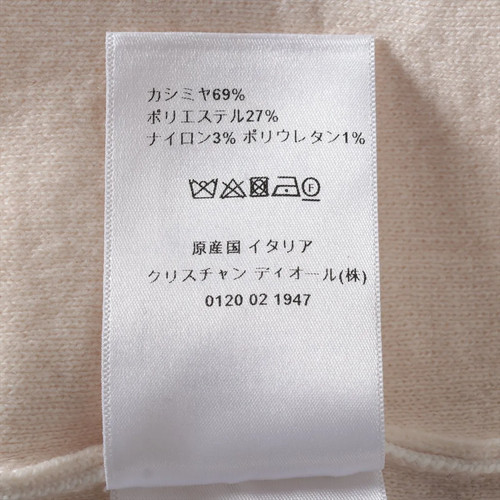 カシミヤ69%
ポリエステル27%
ナイロン3% ポリウレタン1%
F
原産国 イタリア
クリスチャン ディオール(株)
0120 02 1947